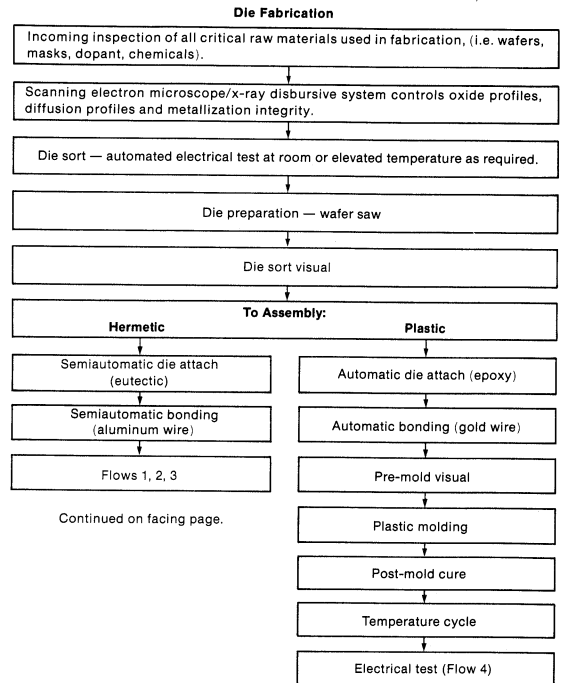 Die Fabrication
Incoming inspection of all critical raw materials used in fabrication, (i.e. wafers,
masks, dopant, chemicals).
Scanning electron microscope/x-ray disbursive system controls oxide profiles,
diffusion profiles and metallization integrity.
Die sort — automated electrical test at room or elevated temperature as required.
Die preparation — wafer saw
Die sort visual
To Assembly:
Hermetic
Plastic
Semiautomatic die attach
(eutectic)
Semiautomatic bonding
(aluminum wire)
Flows 1, 2, 3
Continued on facing page.
Automatic die attach (epoxy)
Automatic bonding (gold wire)
Pre-mold visual
Plastic molding
Post-mold cure
Temperature cycle
Electrical test (Flow 4)